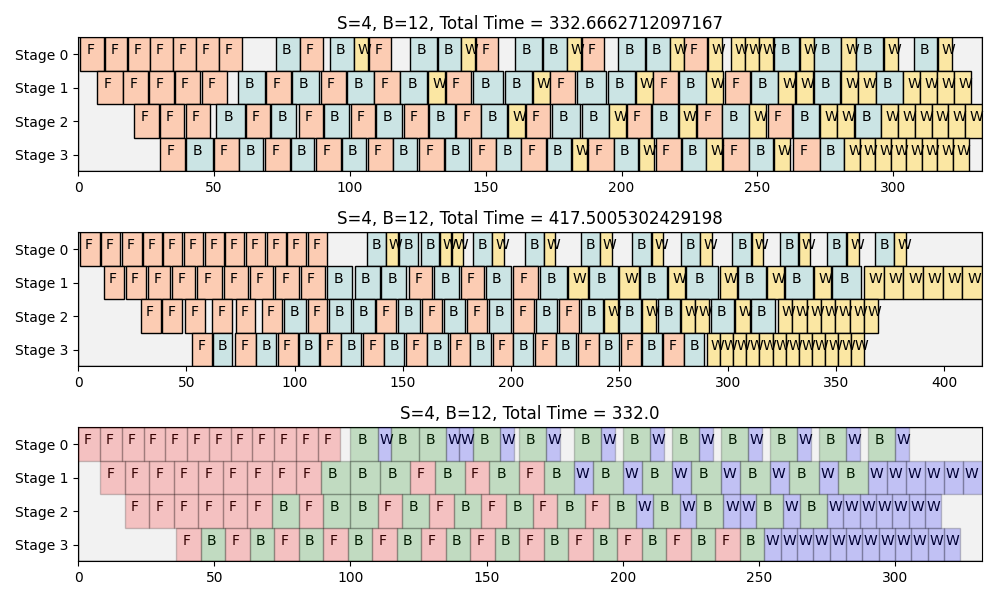 S=4, B=12, Total Time = 332.6662712097167
Stage 0 F F F F F F F B F B W F B B W F B B W F B B W F W W W W B W B W B W B W
Stage 1 F F F F F B F B F B F B W F B B W F B B W F B W F B W W B W W B W W W W
Stage 2 F F F B F B F B F B F B F B W F B B W F B W F B W F B W W B W W W W W W
Stage 3 F B F B F B F B F B F B F B F B W F B W F B W F B W F B W W W W W W W W
0 50 100 150 200 250 300
S=4, B=12, Total Time = 417.5005302429198
Stage 0 F F F F F F F F F F F F B W B B W W B W B W B W B W B W B W B W B W B W
Stage 1 F F F F F F F F F B B B F B F B F B W B W B W B W B W B W B W W W W W W
Stage 2 F F F F F F B F B B F B F B F B F B F B W B W B W W B W B W W W W W W W
Stage 3 F B F B F B F B F B F B F B F B F B F B F B F B W W W W W W W W W W W W
0 50 100 150 200 250 300 350 400
S=4, B=12, Total Time = 332.0
Stage 0 F F F F F F F F F F F F B W B B W W B W B W B W B W B W B W B W B W B W
Stage 1 F F F F F F F F F B B B F B F B F B W B W B W B W B W B W B W W W W W W
Stage 2 F F F F F F B F B B F B F B F B F B F B W B W B W W B W B W W W W W W W
Stage 3 F B F B F B F B F B F B F B F B F B F B F B F B W W W W W W W W W W W W
0 50 100 150 200 250 300